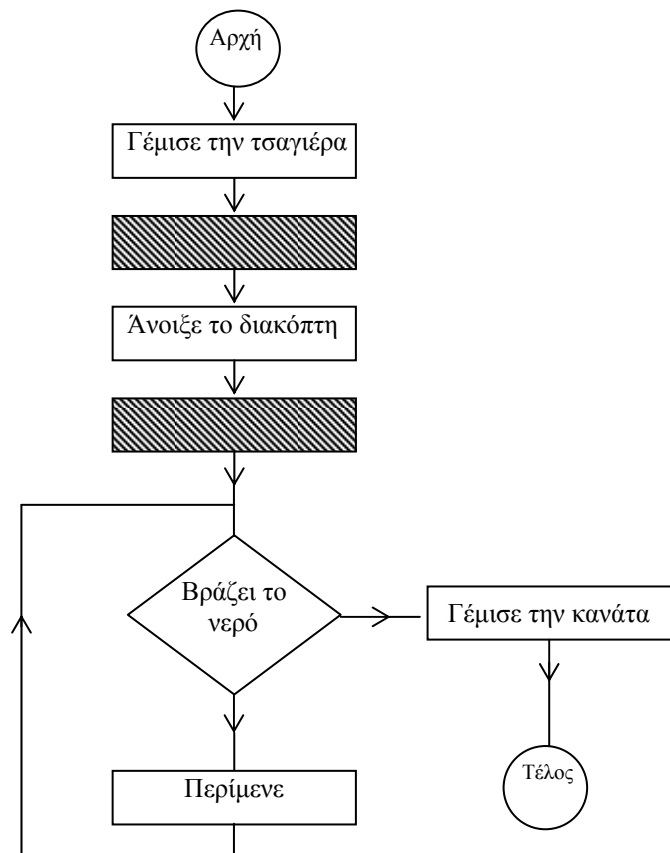 Αρχή
Γέμισε την τσαγιέρα
Άνοιξε το διακόπτη
Βράζει το
νερό
Γέμισε την κανάτα
Περίμενε
Τέλος